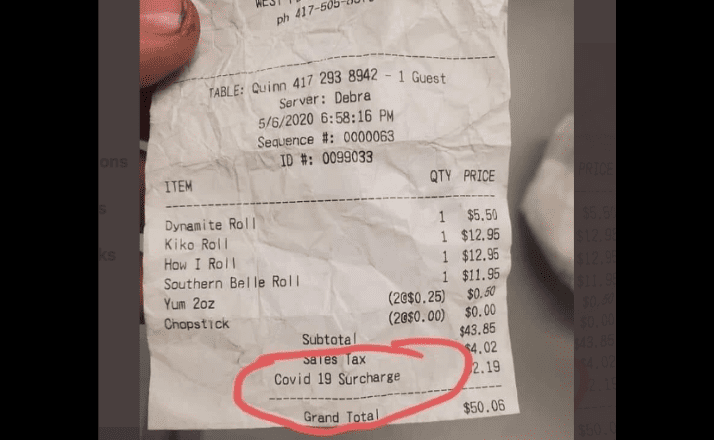 ph 417-505-
TABLE: Quinn 417 293 8942 - 1 Guest
Server: Debra
5/6/2020 6:58:16 PM
Sequence #: 0000063
ID #: 0099033
ITEM QTY PRICE
Dynamite Roll 1 $5.50
Kiko Roll 1 $12.95
How I Roll 1 $12.95
Southern Belle Roll 1 $11.95
Yum 2oz (2@$0.25) $0.50
Chopstick (2@$0.00) $0.00
Subtotal $43.85
Sales Tax $4.02
Covid 19 Surcharge 2.19
Grand Total $50.06